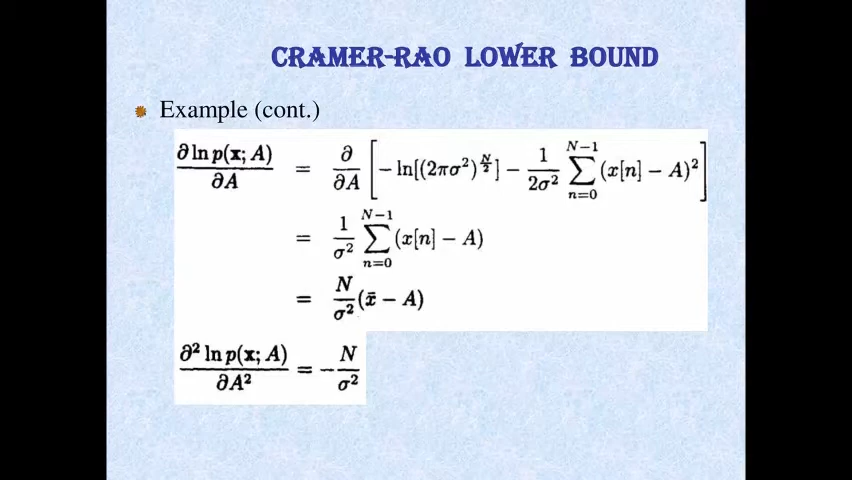 CRAMER-RAO LOWER BOUND
Example (cont.)
∂ ln p(x; A) / ∂A = ∂/∂A [ − ln[(2πσ²)^{N/2}] − 1/(2σ²) ∑_{n=0}^{N−1} (x[n] − A)² ]
= 1/σ² ∑_{n=0}^{N−1} (x[n] − A)
= N/σ² (x̄ − A)
∂² ln p(x; A) / ∂A² = − N/σ²